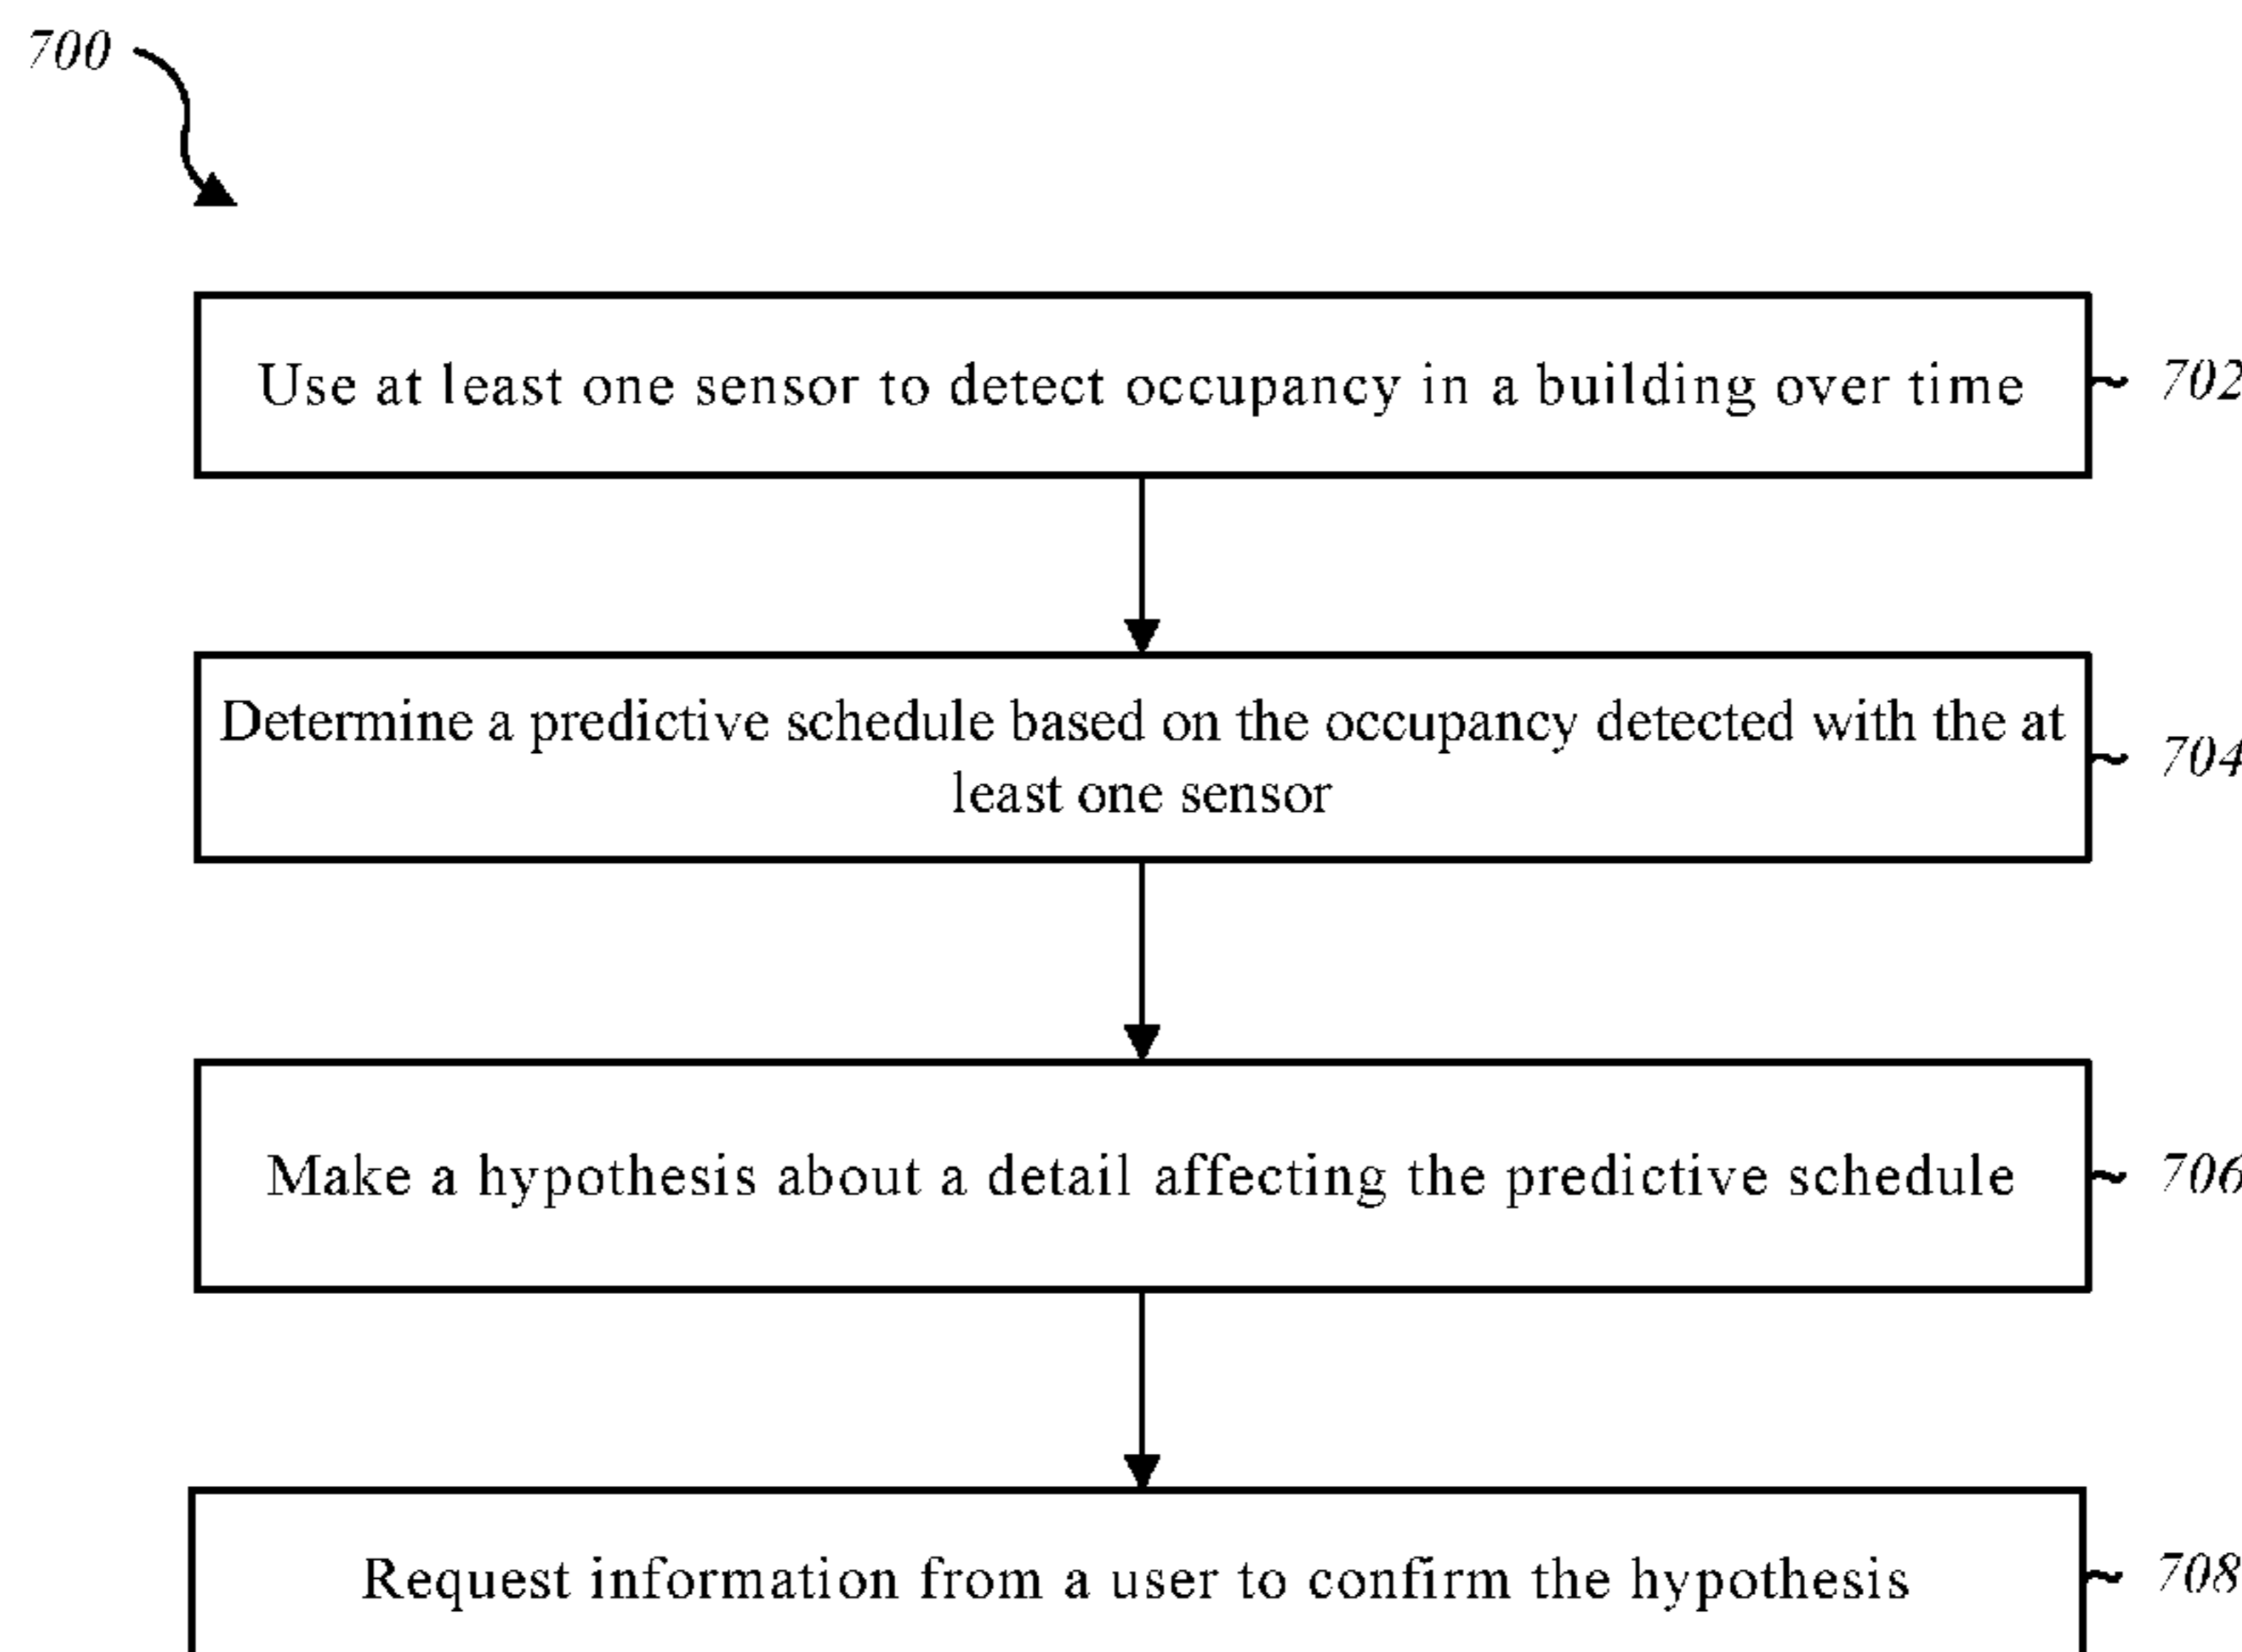 700
Use at least one sensor to detect occupancy in a building over time
702
Determine a predictive schedule based on the occupancy detected with the at
least one sensor
704
Make a hypothesis about a detail affecting the predictive schedule
706
Request information from a user to confirm the hypothesis
708